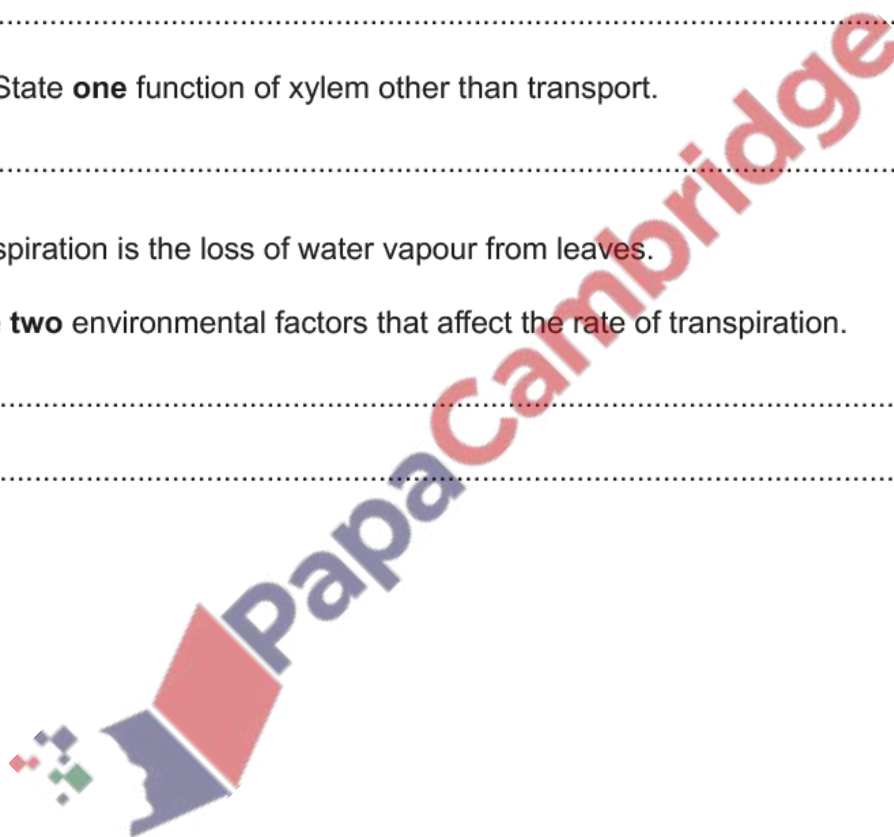 State one function of xylem other than transport.
spiration is the loss of water vapour from leaves.
two environmental factors that affect the rate of transpiration.
PapaCambridge